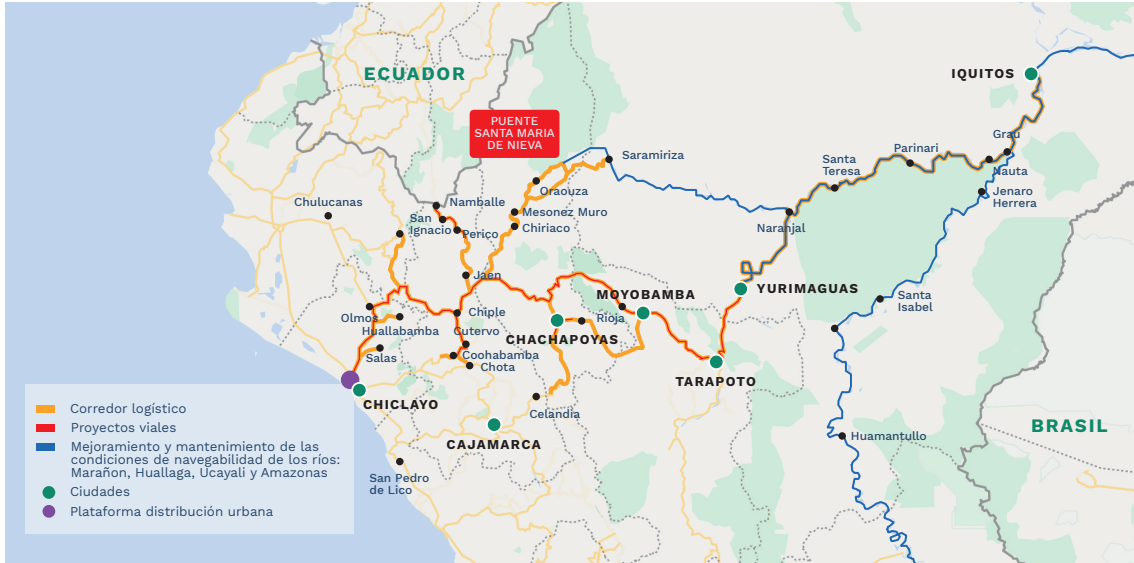 ECUADOR
IQUITOS
PUENTE
SANTA MARIA
DE NIEVA
Grau
Parinari
Saramiriza
Santa
Teresa
Nauta
Oraouza
Jenaro
Herrera
Namballe
Chulucanas
Mesonez Muro
San
Ignacio
Perico
Chiriaco
Naranjal
Jaen
YURIMAGUAS
MOYOBAMBA
Santa
Isabel
Olmos
Chiple
Rioja
Huallabamba
Cutervo
CHACHAPOYAS
Salas
Coohabamba
Chota
TARAPOTO
CHICLAYO
Celandia
BRASIL
CAJAMARCA
Huamantullo
San Pedro
de Lico
Corredor logístico
Proyectos viales
Mejoramiento y mantenimiento de las
condiciones de navegabilidad de los ríos:
Marañon, Huallaga, Ucayali y Amazonas
Ciudades
Plataforma distribución urbana